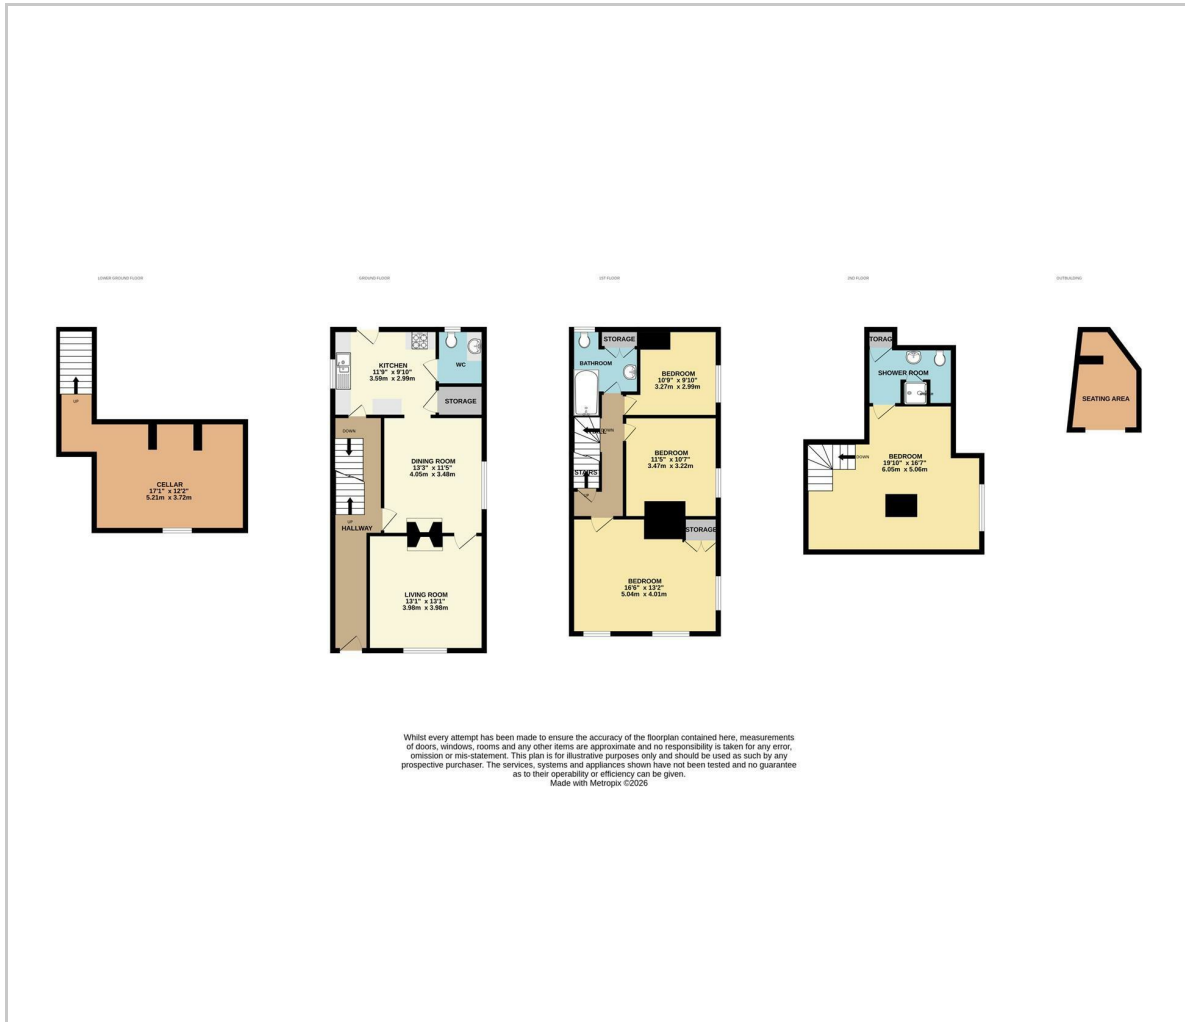 LOWER GROUND FLOOR
UP
CELLAR
17'1" x 12'2"
5.21m x 3.72m
GROUND FLOOR
KITCHEN
11'9" x 9'10"
3.59m x 2.99m
WC
STORAGE
DOWN
DINING ROOM
13'3" x 11'5"
4.05m x 3.48m
UP
HALLWAY
LIVING ROOM
13'1" x 13'1"
3.98m x 3.98m
1ST FLOOR
STORAGE
BATHROOM
BEDROOM
10'9" x 9'10"
3.27m x 2.99m
DOWN
BEDROOM
11'5" x 10'7"
3.47m x 3.22m
STAIRS
UP
STORAGE
BEDROOM
16'6" x 13'2"
5.04m x 4.01m
2ND FLOOR
TORAG
SHOWER ROOM
DOWN
BEDROOM
19'10" x 16'7"
6.05m x 5.06m
OUTBUILDING
SEATING AREA
Whilst every attempt has been made to ensure the accuracy of the floorplan contained here, measurements
of doors, windows, rooms and any other items are approximate and no responsibility is taken for any error,
omission or mis-statement. This plan is for illustrative purposes only and should be used as such by any
prospective purchaser. The services, systems and appliances shown have not been tested and no guarantee
as to their operability or efficiency can be given.
Made with Metropix ©2026